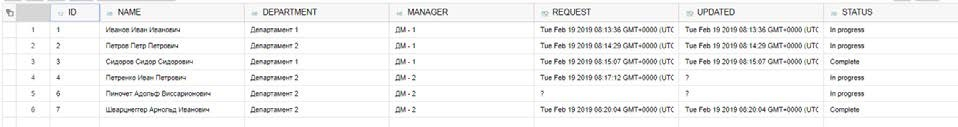 ID NAME DEPARTMENT MANAGER REQUEST UPDATED STATUS
1 1 Иванов Иван Иванович Департамент 1 ДМ - 1 Tue Feb 19 2019 08:13:36 GMT+0000 (UTC Tue Feb 19 2019 08:13:36 GMT+0000 (UTC In progress
2 2 Петров Петр Петрович Департамент 2 ДМ - 1 Tue Feb 19 2019 08:14:29 GMT+0000 (UTC Tue Feb 19 2019 08:14:29 GMT+0000 (UTC In progress
3 3 Сидоров Сидор Сидорович Департамент 1 ДМ - 1 Tue Feb 19 2019 08:15:07 GMT+0000 (UTC Tue Feb 19 2019 08:15:07 GMT+0000 (UTC Complete
4 4 Петренко Иван Петрович Департамент 2 ДМ - 2 Tue Feb 19 2019 08:17:12 GMT+0000 (UTC ? In progress
5 6 Пиночет Адольф Виссарионович Департамент 2 ДМ - 2 ? ? In progress
6 7 Шварцнеггер Арнольд Иванович Департамент 2 ДМ - 2 Tue Feb 19 2019 08:20:04 GMT+0000 (UTC Tue Feb 19 2019 08:20:04 GMT+0000 (UTC Complete